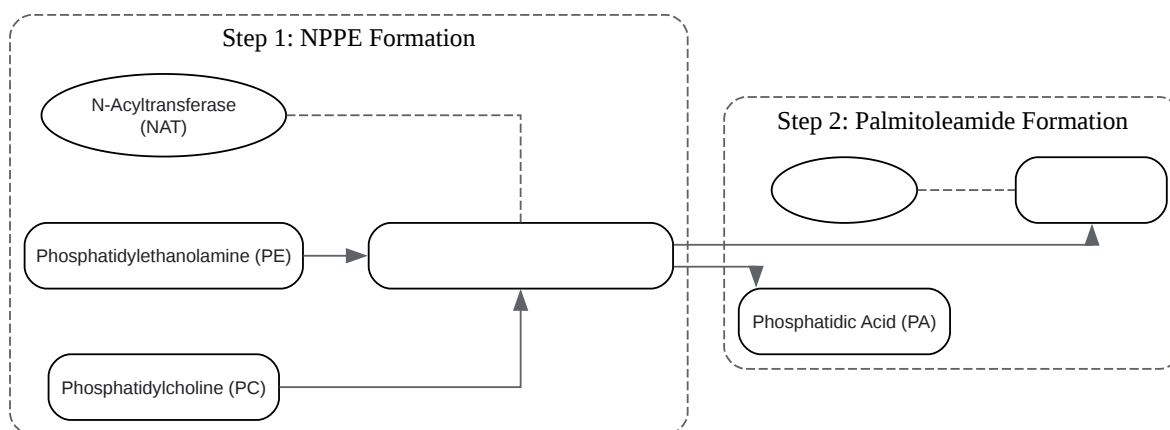 Step 1: NPPE Formation
N-Acyltransferase
(NAT)
Phosphatidylethanolamine (PE)
Phosphatidylcholine (PC)
Step 2: Palmitoleamide Formation
Phosphatidic Acid (PA)